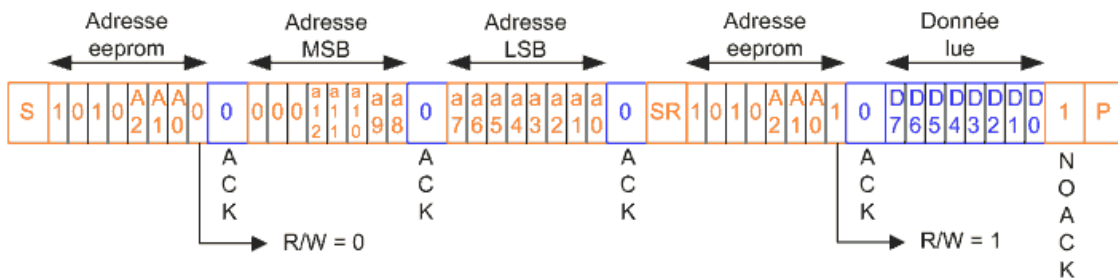 Adresse eeprom
Adresse MSB
Adresse LSB
Adresse eeprom
Donnée lue
S 1 0 1 0 A2 A1 A0 0 0 0 0 0 a12 a11 a10 a9 a8 0 a7 a6 a5 a4 a3 a2 a1 a0 0 SR 1 0 1 0 A2 A1 A0 1 0 D7 D6 D5 D4 D3 D2 D1 D0 1 P
ACK
ACK
ACK
ACK
NOACK
R/W = 0
R/W = 1